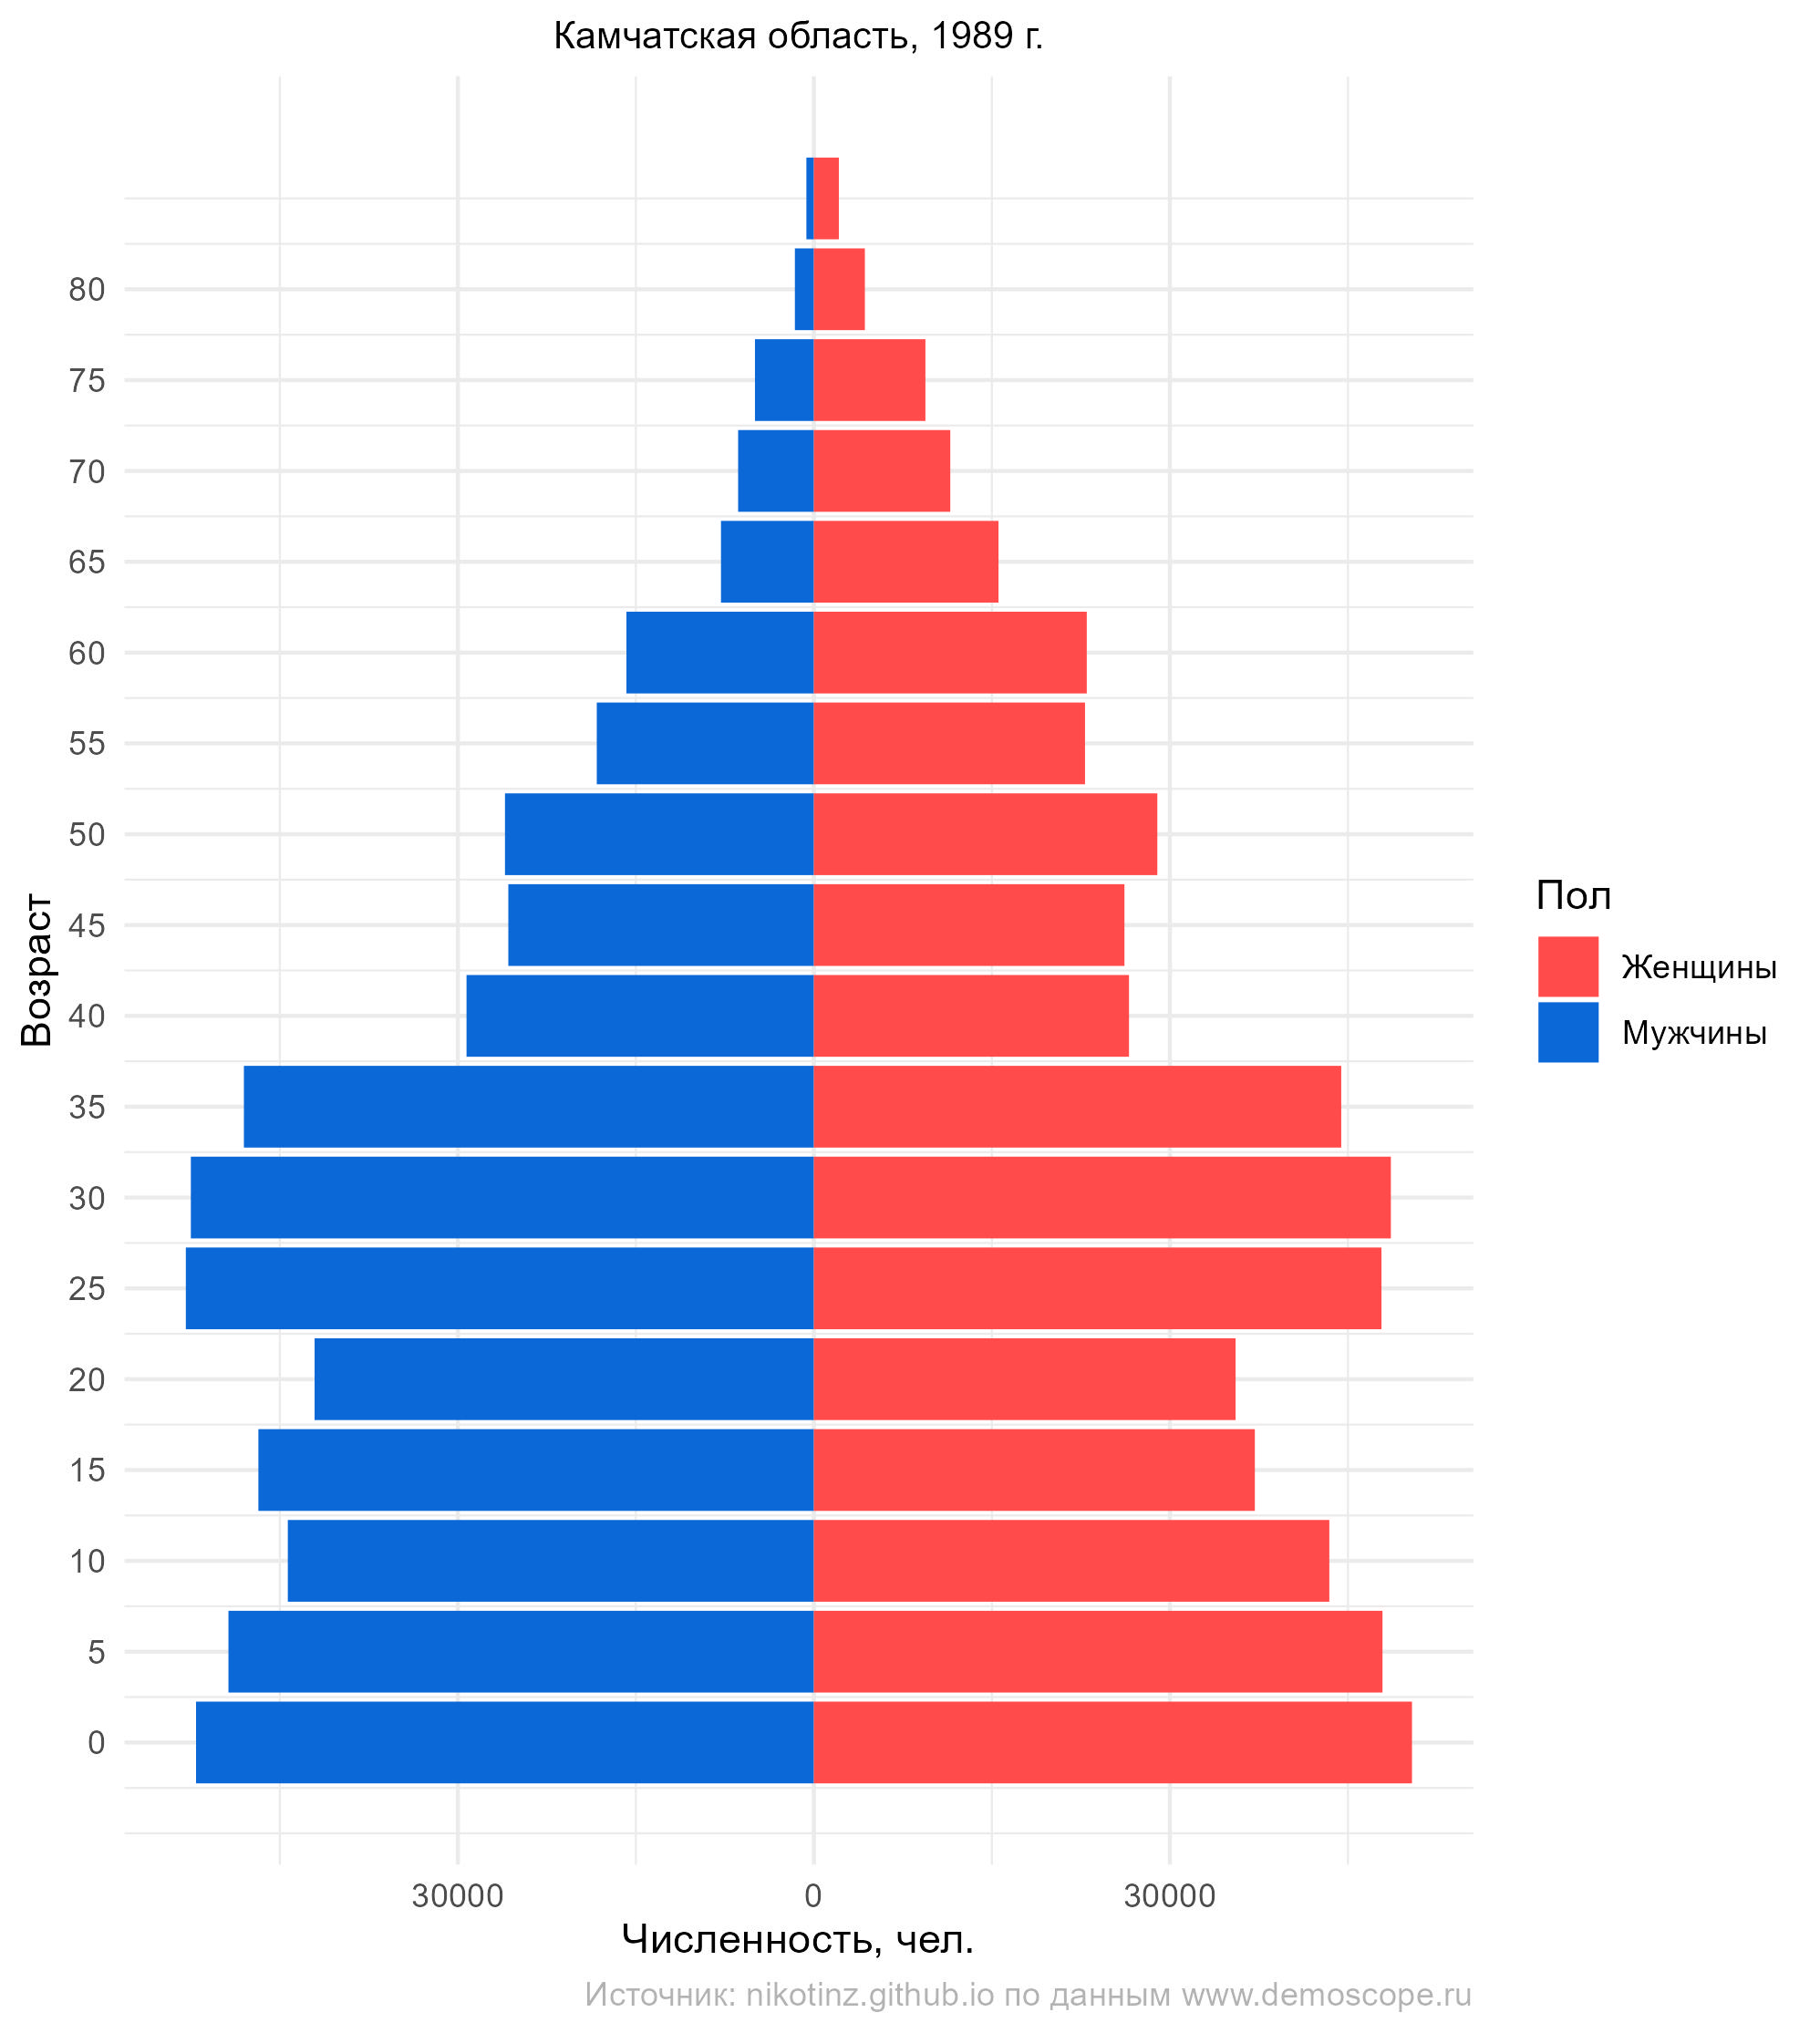 Камчатская область, 1989 г.
80
75
70
65
60
55
50
45
40
35
30
25
20
15
10
5
0
Возраст
30000 0 30000
Численность, чел.
Пол
Женщины
Мужчины
Источник: nikotinz.github.io по данным www.demoscope.ru